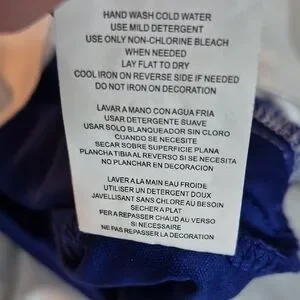 HAND WASH COLD WATER
USE MILD DETERGENT
USE ONLY NON-CHLORINE BLEACH
WHEN NEEDED
LAY FLAT TO DRY
COOL IRON ON REVERSE SIDE IF NEEDED
DO NOT IRON ON DECORATION
LAVAR A MANO CON AGUA FRIA
USAR DETERGENTE SUAVE
USAR SOLO BLANQUEADOR SIN CLORO
CUANDO SE NECESITE
SECAR SOBRE SUPERFICIE PLANA
PLANCHA TIBIA AL REVERSO SI SE NECESITA
NO PLANCHAR EN DECORACION
LAVER A LA MAIN EAU FROIDE
UTILISER UN DETERGENT DOUX
JAVELLISANT SANS CHLORE AU BESOIN
SECHER A PLAT
PER A REPASSER CHAUD AU VERSO
SI NECESSAIRE
NE PAS REPASSER LA DECORATION